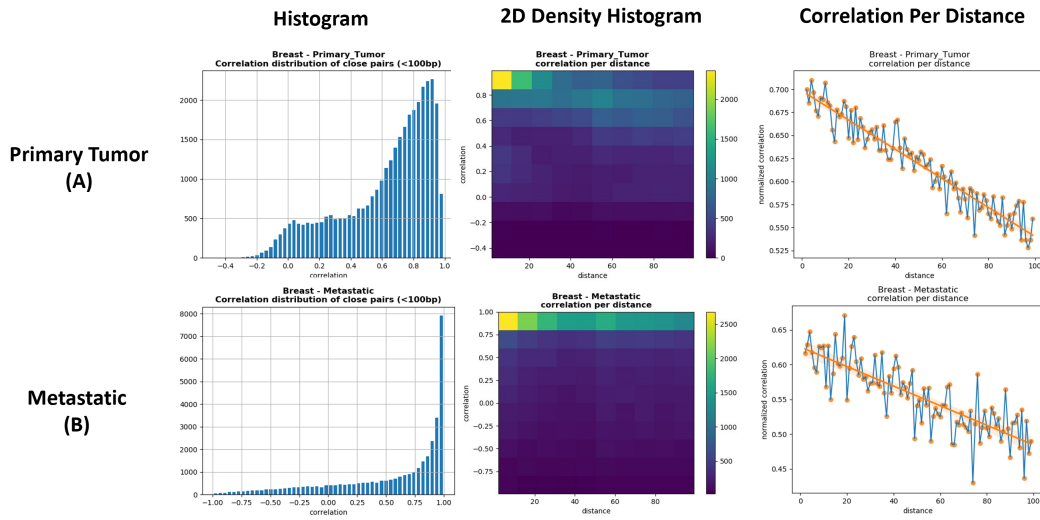 Histogram
2D Density Histogram
Correlation Per Distance
Primary Tumor
(A)
Breast - Primary_Tumor
Correlation distribution of close pairs (<100bp)
2000
1500
1000
500
0
-0.4 -0.2 0.0 0.2 0.4 0.6 0.8 1.0
correlation
Breast - Primary_Tumor
correlation per distance
correlation
0.8
0.6
0.4
0.2
0.0
-0.2
-0.4
20 40 60 80
distance
2000
1500
1000
500
0
Breast - Primary_Tumor
correlation per distance
normalized correlation
0.700
0.675
0.650
0.625
0.600
0.575
0.550
0.525
0 20 40 60 80 100
distance
Metastatic
(B)
Breast - Metastatic
Correlation distribution of close pairs (<100bp)
8000
7000
6000
5000
4000
3000
2000
1000
0
-1.00 -0.75 -0.50 -0.25 0.00 0.25 0.50 0.75 1.00
correlation
Breast - Metastatic
correlation per distance
correlation
1.00
0.75
0.50
0.25
0.00
-0.25
-0.50
-0.75
20 40 60 80
distance
2500
2000
1500
1000
500
0
Breast - Metastatic
correlation per distance
normalized correlation
0.65
0.60
0.55
0.50
0.45
0 20 40 60 80 100
distance